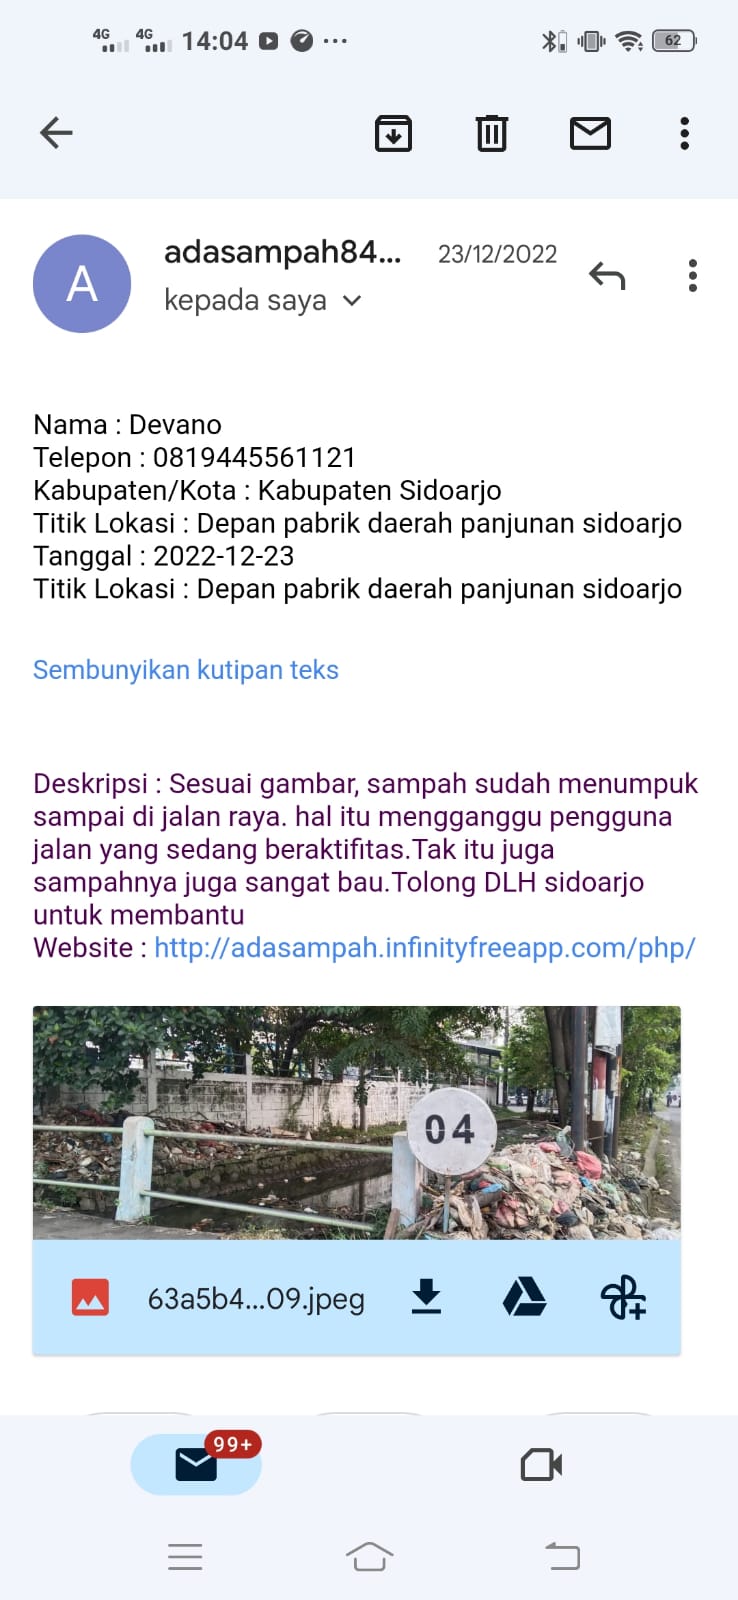 4G 4G 14:04 ··· 62
A
adasampah84... 23/12/2022
kepada saya
Nama : Devano
Telepon : 0819445561121
Kabupaten/Kota : Kabupaten Sidoarjo
Titik Lokasi : Depan pabrik daerah panjunan sidoarjo
Tanggal : 2022-12-23
Titik Lokasi : Depan pabrik daerah panjunan sidoarjo
Sembunyikan kutipan teks
Deskripsi : Sesuai gambar, sampah sudah menumpuk
sampai di jalan raya. hal itu mengganggu pengguna
jalan yang sedang beraktifitas.Tak itu juga
sampahnya juga sangat bau.Tolong DLH sidoarjo
untuk membantu
Website : http://adasampah.infinityfreeapp.com/php/
04
63a5b4...09.jpeg
99+